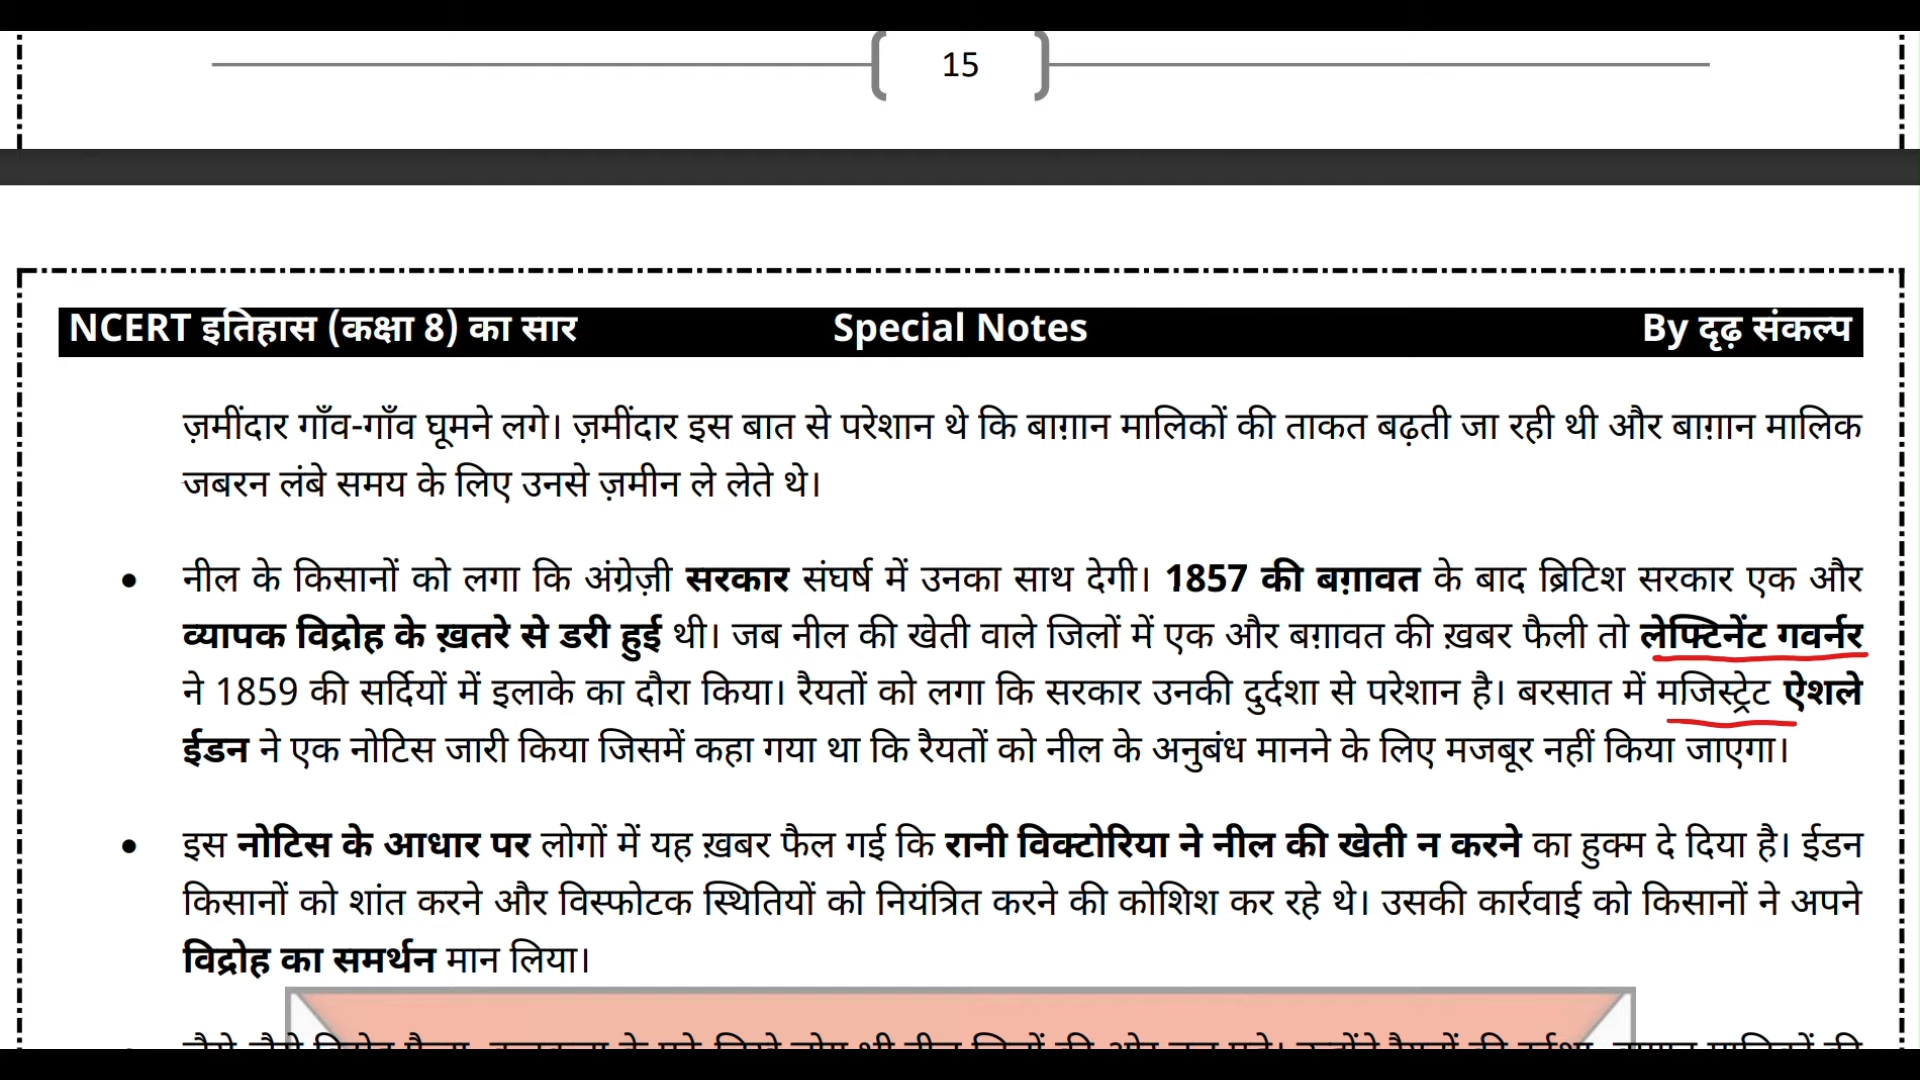 15
NCERT इतिहास (कक्षा 8) का सार Special Notes By दृढ़ संकल्प
ज़मींदार गाँव-गाँव घूमने लगे। ज़मींदार इस बात से परेशान थे कि बाग़ान मालिकों की ताकत बढ़ती जा रही थी और बाग़ान मालिक
जबरन लंबे समय के लिए उनसे ज़मीन ले लेते थे।
• नील के किसानों को लगा कि अंग्रेज़ी सरकार संघर्ष में उनका साथ देगी। 1857 की बग़ावत के बाद ब्रिटिश सरकार एक और
व्यापक विद्रोह के ख़तरे से डरी हुई थी। जब नील की खेती वाले जिलों में एक और बग़ावत की ख़बर फैली तो लेफ्टिनेंट गवर्नर
ने 1859 की सर्दियों में इलाके का दौरा किया। रैयतों को लगा कि सरकार उनकी दुर्दशा से परेशान है। बरसात में मजिस्ट्रेट ऐशले
ईडन ने एक नोटिस जारी किया जिसमें कहा गया था कि रैयतों को नील के अनुबंध मानने के लिए मजबूर नहीं किया जाएगा।
• इस नोटिस के आधार पर लोगों में यह ख़बर फैल गई कि रानी विक्टोरिया ने नील की खेती न करने का हुक्म दे दिया है। ईडन
किसानों को शांत करने और विस्फोटक स्थितियों को नियंत्रित करने की कोशिश कर रहे थे। उसकी कार्रवाई को किसानों ने अपने
विद्रोह का समर्थन मान लिया।